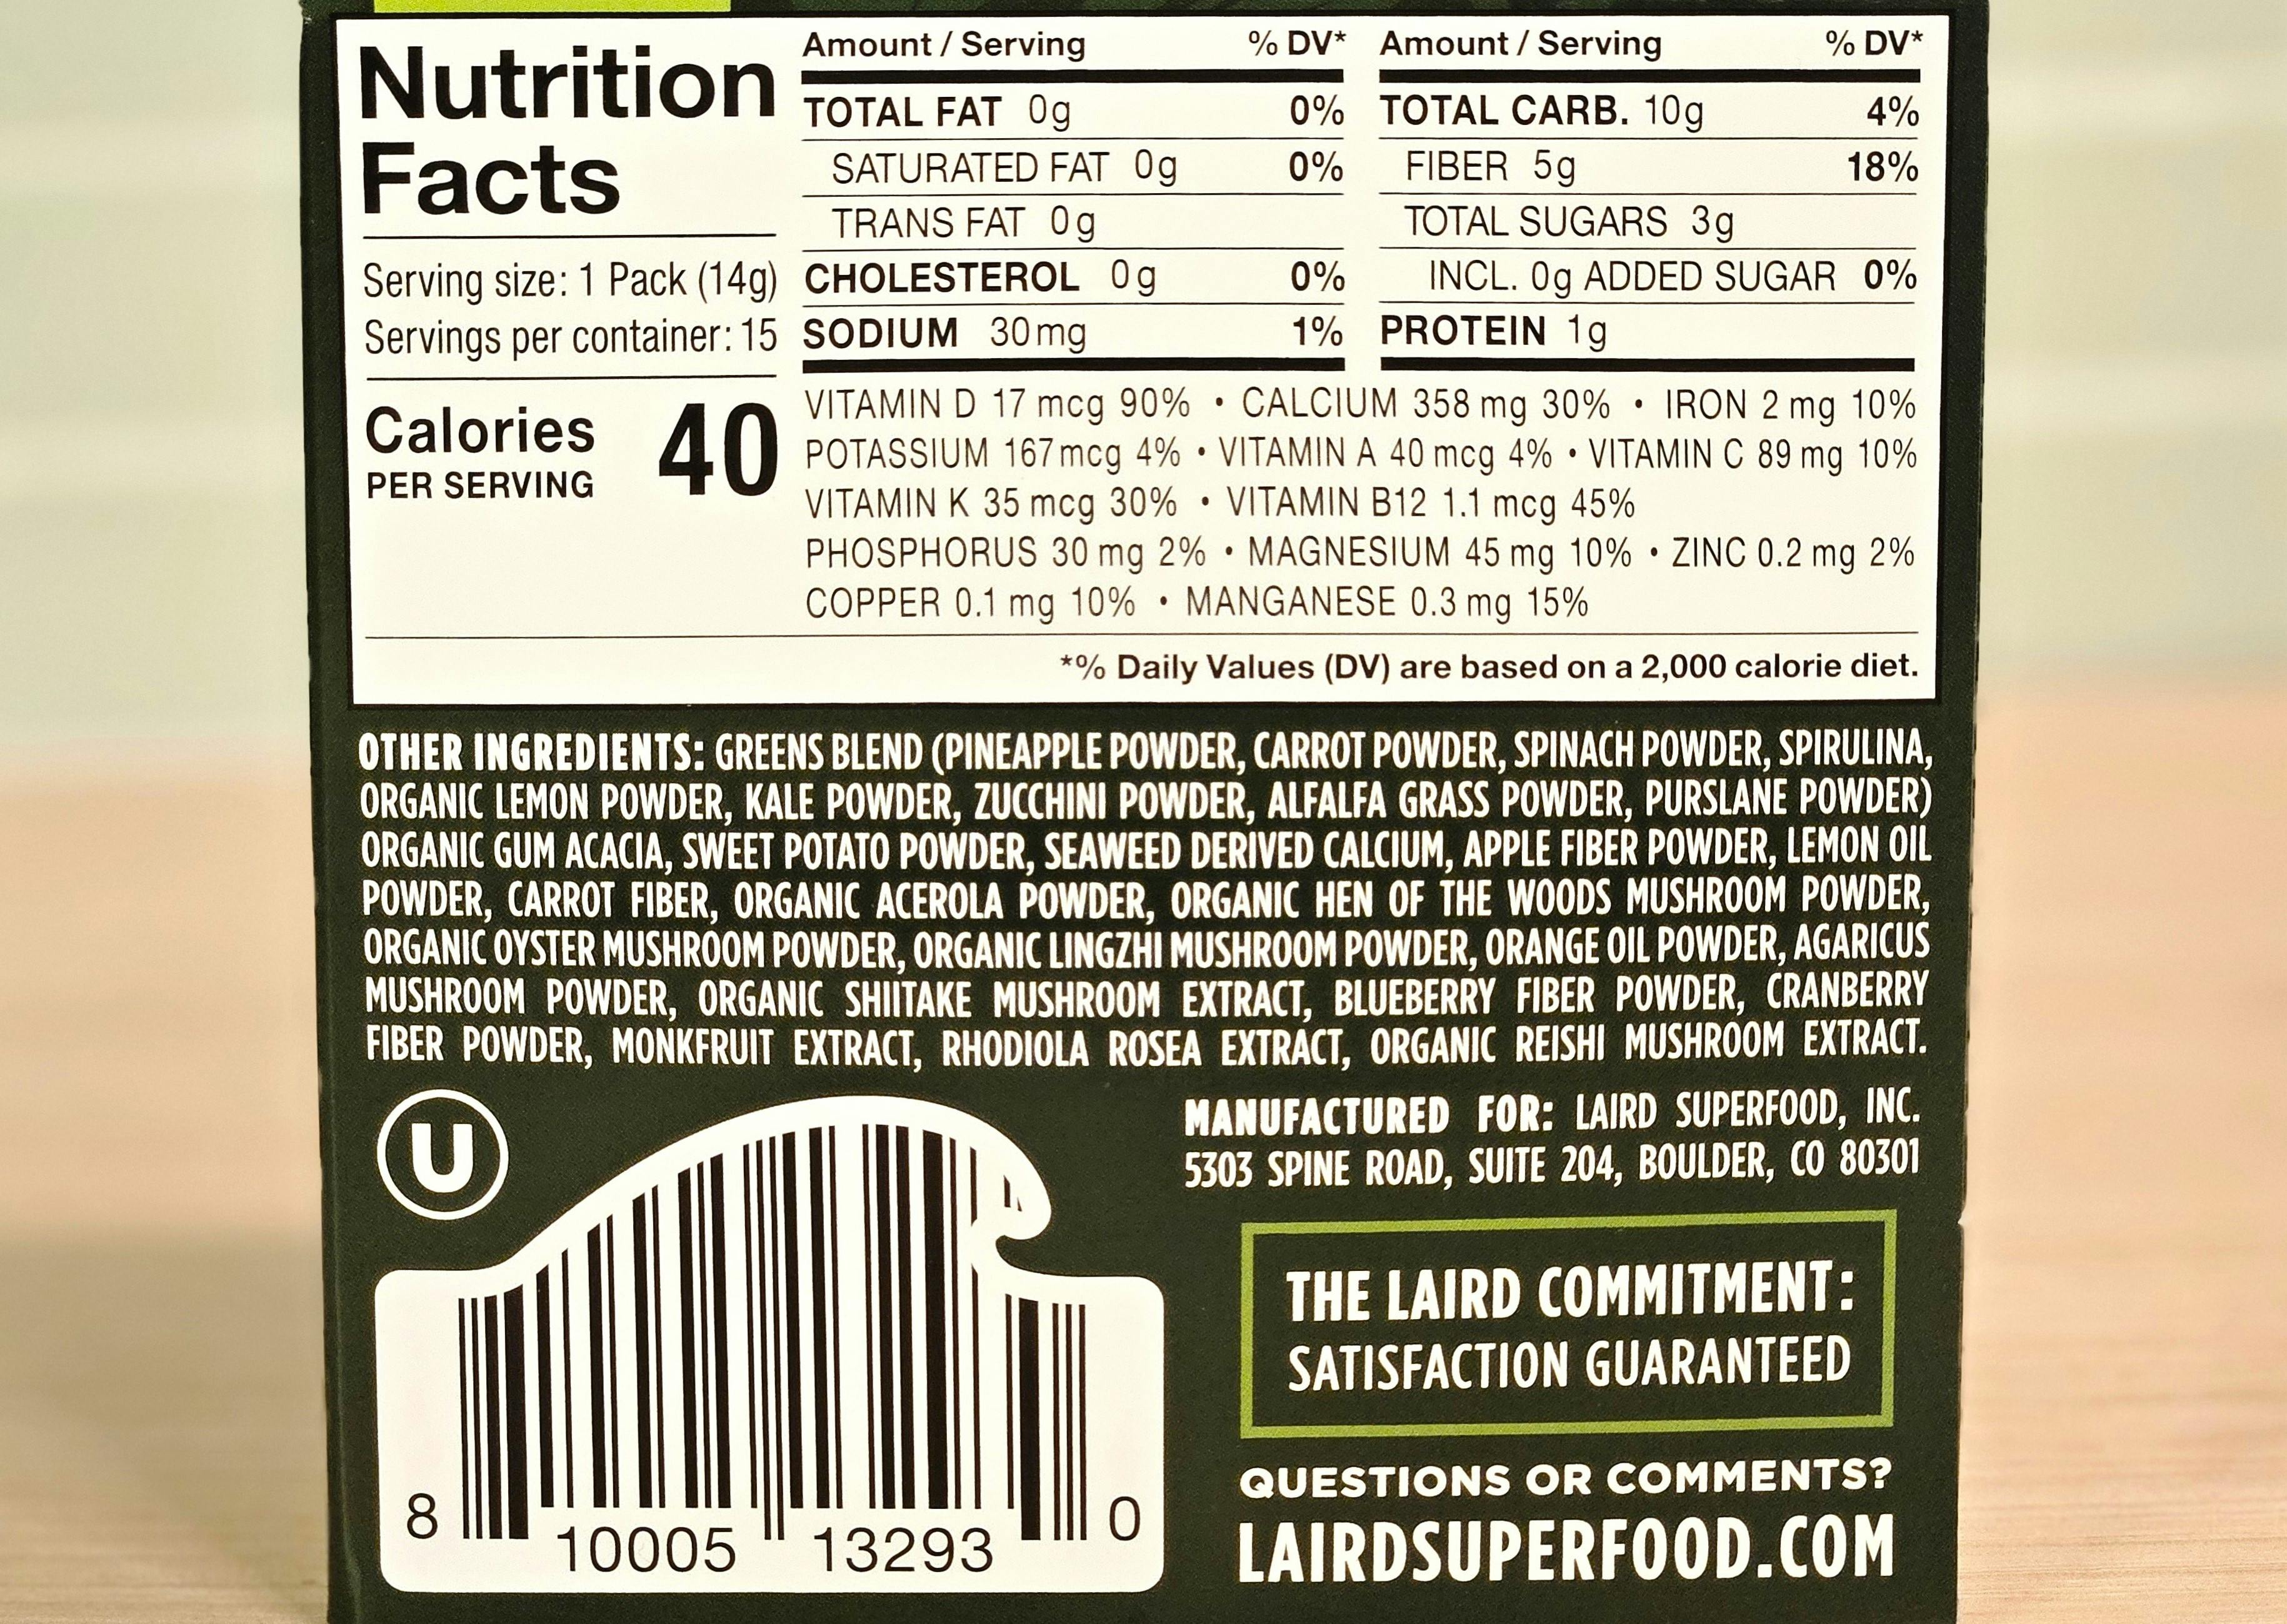 Nutrition
Facts
Serving size: 1 Pack (14g)
Servings per container: 15
Calories
PER SERVING 40
Amount / Serving % DV*
TOTAL FAT 0g 0%
SATURATED FAT 0g 0%
TRANS FAT 0g
CHOLESTEROL 0g 0%
SODIUM 30mg 1%
Amount / Serving % DV*
TOTAL CARB. 10g 4%
FIBER 5g 18%
TOTAL SUGARS 3g
INCL. 0g ADDED SUGAR 0%
PROTEIN 1g
VITAMIN D 17 mcg 90% • CALCIUM 358 mg 30% • IRON 2 mg 10%
POTASSIUM 167mcg 4% • VITAMIN A 40 mcg 4% • VITAMIN C 89 mg 10%
VITAMIN K 35 mcg 30% • VITAMIN B12 1.1 mcg 45%
PHOSPHORUS 30 mg 2% • MAGNESIUM 45 mg 10% • ZINC 0.2 mg 2%
COPPER 0.1 mg 10% • MANGANESE 0.3 mg 15%
*% Daily Values (DV) are based on a 2,000 calorie diet.
OTHER INGREDIENTS: GREENS BLEND (PINEAPPLE POWDER, CARROT POWDER, SPINACH POWDER, SPIRULINA,
ORGANIC LEMON POWDER, KALE POWDER, ZUCCHINI POWDER, ALFALFA GRASS POWDER, PURSLANE POWDER)
ORGANIC GUM ACACIA, SWEET POTATO POWDER, SEAWEED DERIVED CALCIUM, APPLE FIBER POWDER, LEMON OIL
POWDER, CARROT FIBER, ORGANIC ACEROLA POWDER, ORGANIC HEN OF THE WOODS MUSHROOM POWDER,
ORGANIC OYSTER MUSHROOM POWDER, ORGANIC LINGZHI MUSHROOM POWDER, ORANGE OIL POWDER, AGARICUS
MUSHROOM POWDER, ORGANIC SHIITAKE MUSHROOM EXTRACT, BLUEBERRY FIBER POWDER, CRANBERRY
FIBER POWDER, MONKFRUIT EXTRACT, RHODIOLA ROSEA EXTRACT, ORGANIC REISHI MUSHROOM EXTRACT.
U
8 10005 13293 0
MANUFACTURED FOR: LAIRD SUPERFOOD, INC.
5303 SPINE ROAD, SUITE 204, BOULDER, CO 80301
THE LAIRD COMMITMENT:
SATISFACTION GUARANTEED
QUESTIONS OR COMMENTS?
LAIRDSUPERFOOD.COM